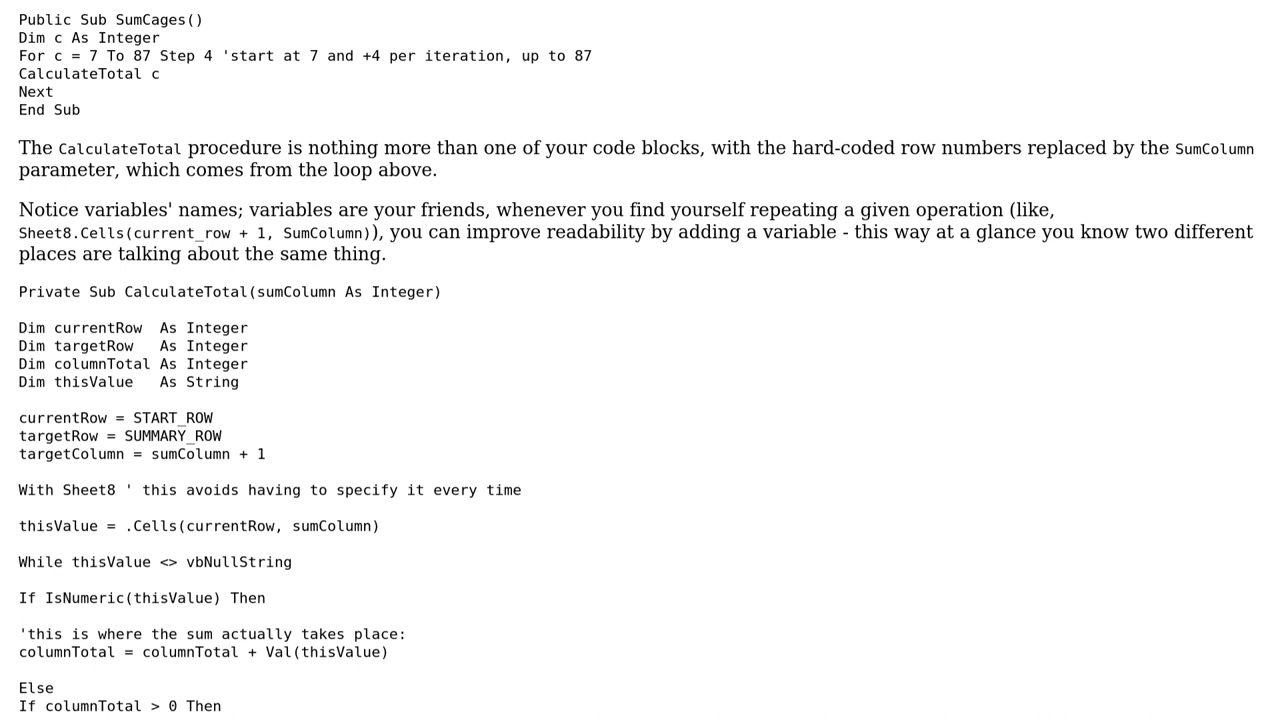 Public Sub SumCages()
Dim c As Integer
For c = 7 To 87 Step 4 'start at 7 and +4 per iteration, up to 87
CalculateTotal c
Next
End Sub
The CalculateTotal procedure is nothing more than one of your code blocks, with the hard-coded row numbers replaced by the SumColumn
parameter, which comes from the loop above.
Notice variables' names; variables are your friends, whenever you find yourself repeating a given operation (like,
Sheet8.Cells(current_row + 1, SumColumn)), you can improve readability by adding a variable - this way at a glance you know two different
places are talking about the same thing.
Private Sub CalculateTotal(sumColumn As Integer)
Dim currentRow  As Integer
Dim targetRow   As Integer
Dim columnTotal As Integer
Dim thisValue   As String
currentRow = START_ROW
targetRow = SUMMARY_ROW
targetColumn = sumColumn + 1
With Sheet8 ' this avoids having to specify it every time
thisValue = .Cells(currentRow, sumColumn)
While thisValue <> vbNullString
If IsNumeric(thisValue) Then
'this is where the sum actually takes place:
columnTotal = columnTotal + Val(thisValue)
Else
If columnTotal > 0 Then